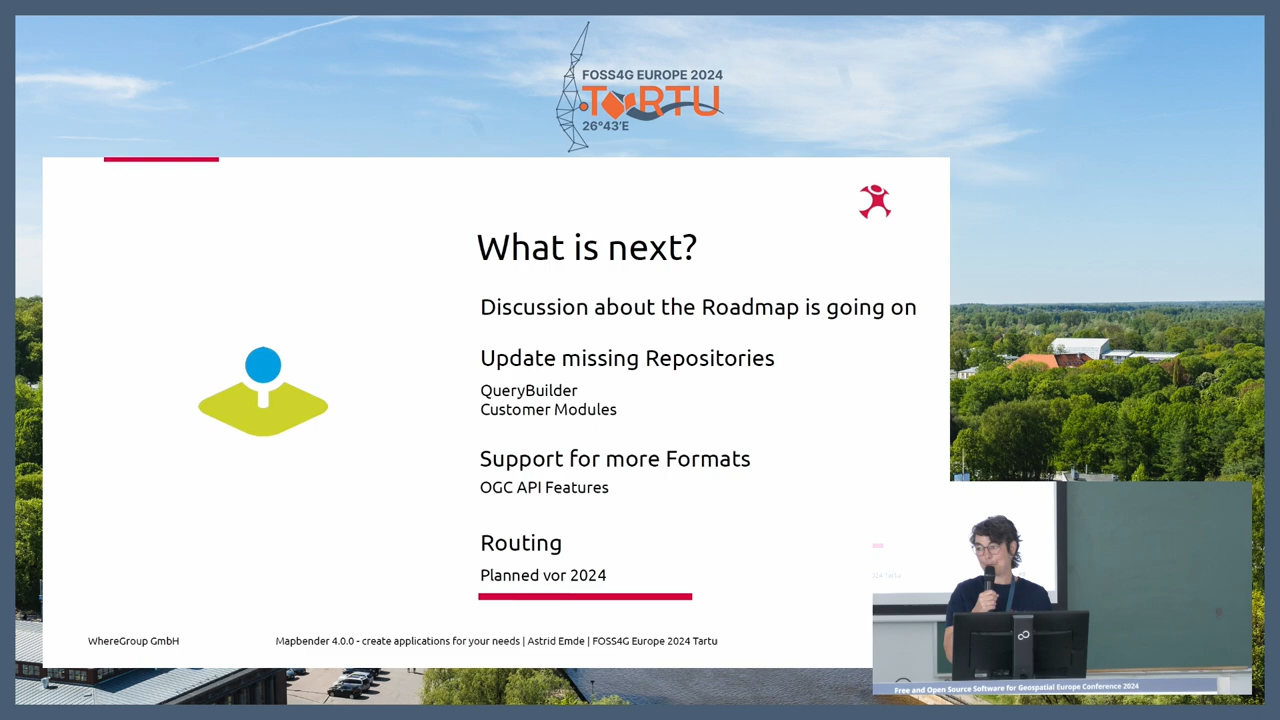 FOSS4G EUROPE 2024
TARTU
26°43'E
What is next?
Discussion about the Roadmap is going on
Update missing Repositories
QueryBuilder
Customer Modules
Support for more Formats
OGC API Features
Routing
Planned vor 2024
WhereGroup GmbH
Mapbender 4.0.0 - create applications for your needs | Astrid Emde | FOSS4G Europe 2024 Tartu
Free and Open Source Software for Geospatial Europe Conference 2024